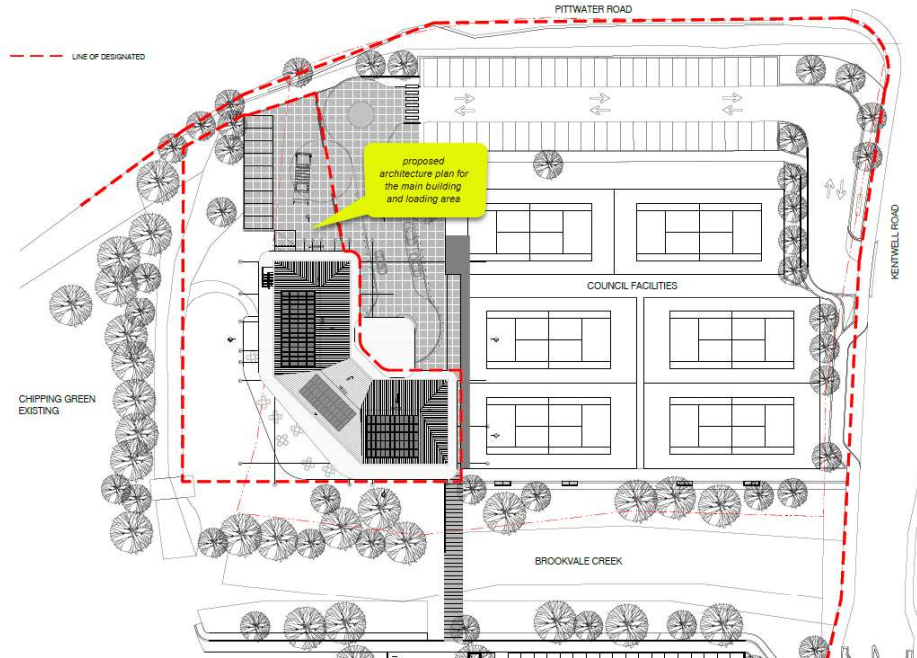 PITTWATER ROAD
LINE OF DESIGNATED
proposed
architecture plan for
the main building
and loading area
KENTWELL ROAD
COUNCIL FACILITIES
CHIPPING GREEN
EXISTING
BROOKVALE CREEK